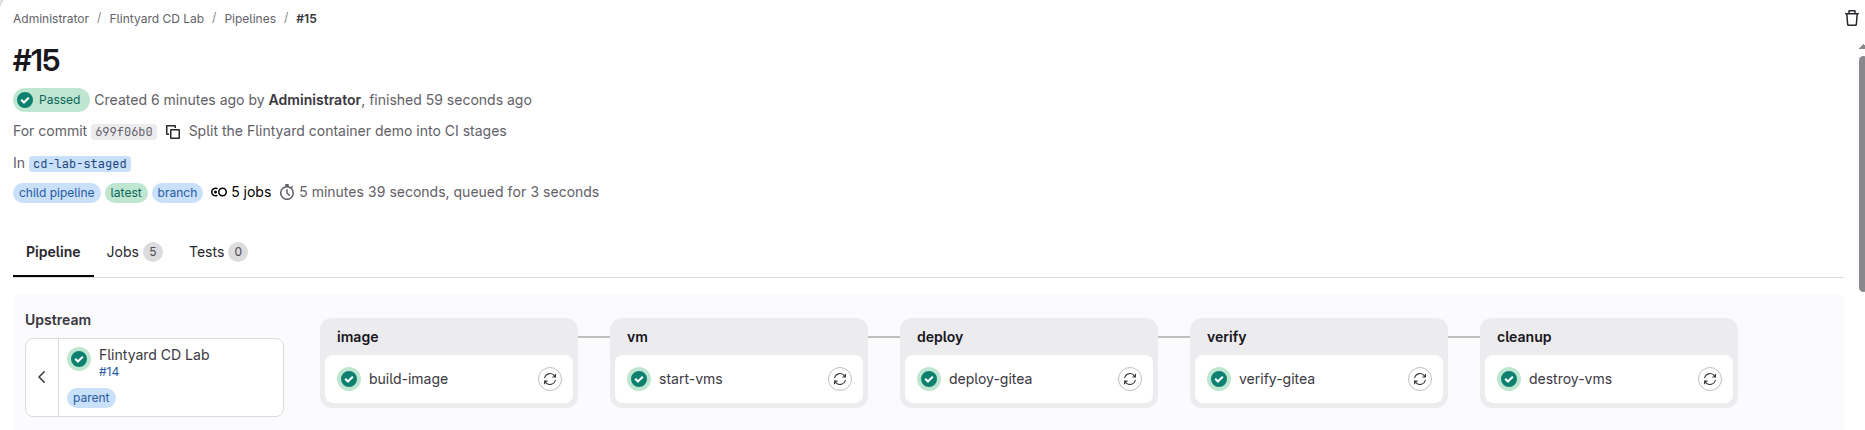 Administrator / Flintyard CD Lab / Pipelines / #15
#15
Passed Created 6 minutes ago by Administrator, finished 59 seconds ago
For commit 699f06b0 Split the Flintyard container demo into CI stages
In cd-lab-staged
child pipeline latest branch 5 jobs 5 minutes 39 seconds, queued for 3 seconds
Pipeline Jobs 5 Tests 0
Upstream
Flintyard CD Lab
#14
parent
image
build-image
vm
start-vms
deploy
deploy-gitea
verify
verify-gitea
cleanup
destroy-vms